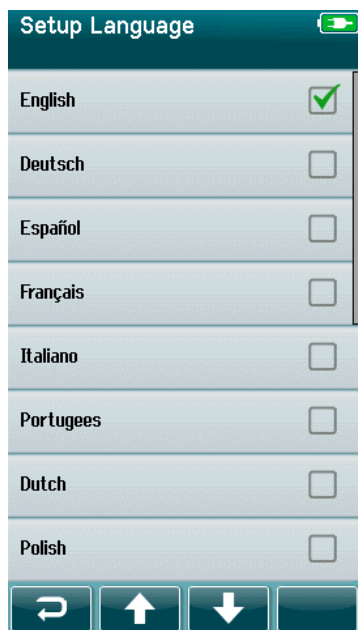 Setup Language
English
Deutsch
Español
Français
Italiano
Portugees
Dutch
Polish